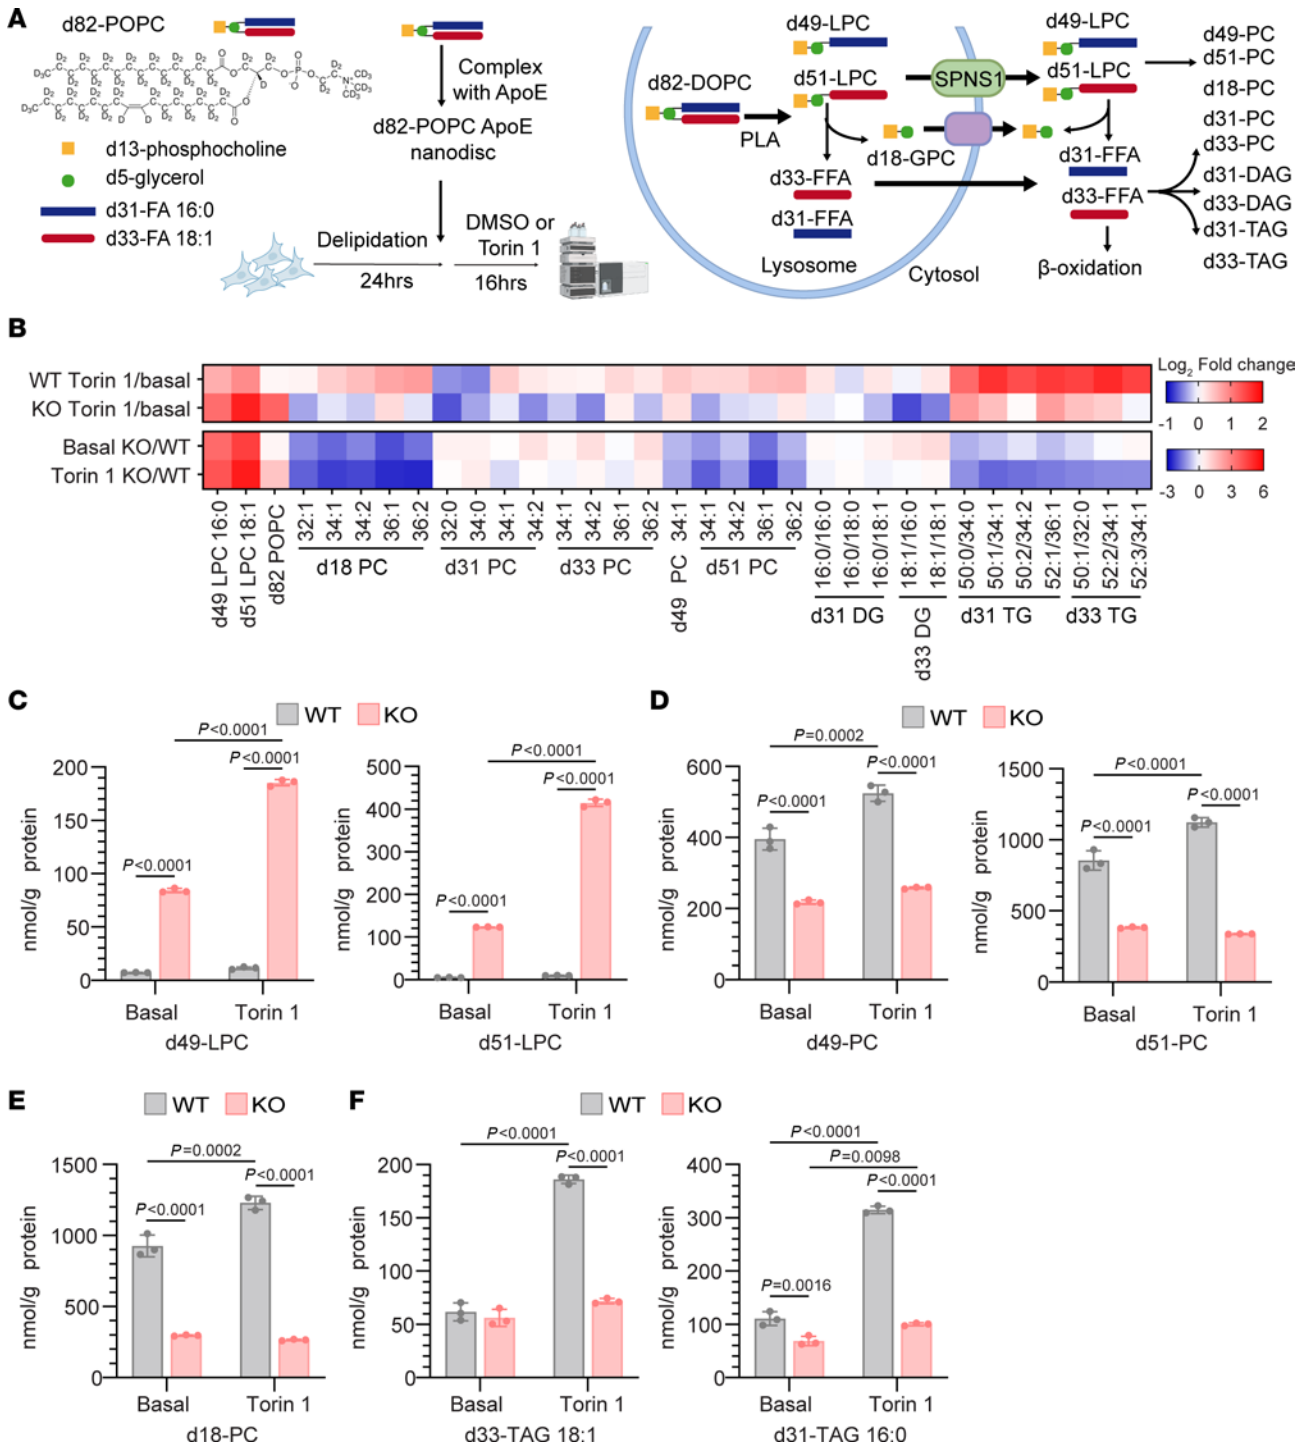 A
d82-POPC
d13-phosphocholine
d5-glycerol
d31-FA 16:0
d33-FA 18:1
Complex
with ApoE
d82-POPC ApoE
nanodisc
Delipidation
24hrs
DMSO or
Torin 1
16hrs
d82-DOPC
PLA
d49-LPC
d51-LPC
d18-GPC
d33-FFA
d31-FFA
Lysosome
Cytosol
SPNS1
d49-LPC
d51-LPC
d31-FFA
d33-FFA
β-oxidation
d49-PC
d51-PC
d18-PC
d31-PC
d33-PC
d31-DAG
d33-DAG
d31-TAG
d33-TAG
B
WT Torin 1/basal
KO Torin 1/basal
Basal KO/WT
Torin 1 KO/WT
Log2 Fold change
-1 0 1 2
-3 0 3 6
d49 LPC 16:0
d51 LPC 18:1
d82 POPC
32:1
34:1
34:2
36:1
36:2
d18 PC
32:0
34:0
34:1
34:2
d31 PC
34:1
34:2
36:1
36:2
d33 PC
34:1
d49 PC
34:1
34:2
36:1
36:2
d51 PC
16:0/16:0
16:0/18:0
16:0/18:1
d31 DG
18:1/16:0
18:1/18:1
d33 DG
50:0/34:0
50:1/34:1
50:2/34:2
52:1/36:1
d31 TG
50:1/32:0
52:2/34:1
52:3/34:1
d33 TG
C
WT KO
P<0.0001
P<0.0001
P<0.0001
nmol/g protein
200
150
100
50
0
Basal Torin 1
d49-LPC
P<0.0001
P<0.0001
P<0.0001
nmol/g protein
500
400
300
200
100
0
Basal Torin 1
d51-LPC
D
WT KO
P=0.0002
P<0.0001
P<0.0001
nmol/g protein
600
400
200
0
Basal Torin 1
d49-PC
P<0.0001
P<0.0001
P<0.0001
nmol/g protein
1500
1000
500
0
Basal Torin 1
d51-PC
E
WT KO
P=0.0002
P<0.0001
P<0.0001
nmol/g protein
1500
1000
500
0
Basal Torin 1
d18-PC
F
WT KO
P<0.0001
P<0.0001
nmol/g protein
200
150
100
50
0
Basal Torin 1
d33-TAG 18:1
P<0.0001
P=0.0098
P<0.0001
P=0.0016
nmol/g protein
400
300
200
100
0
Basal Torin 1
d31-TAG 16:0